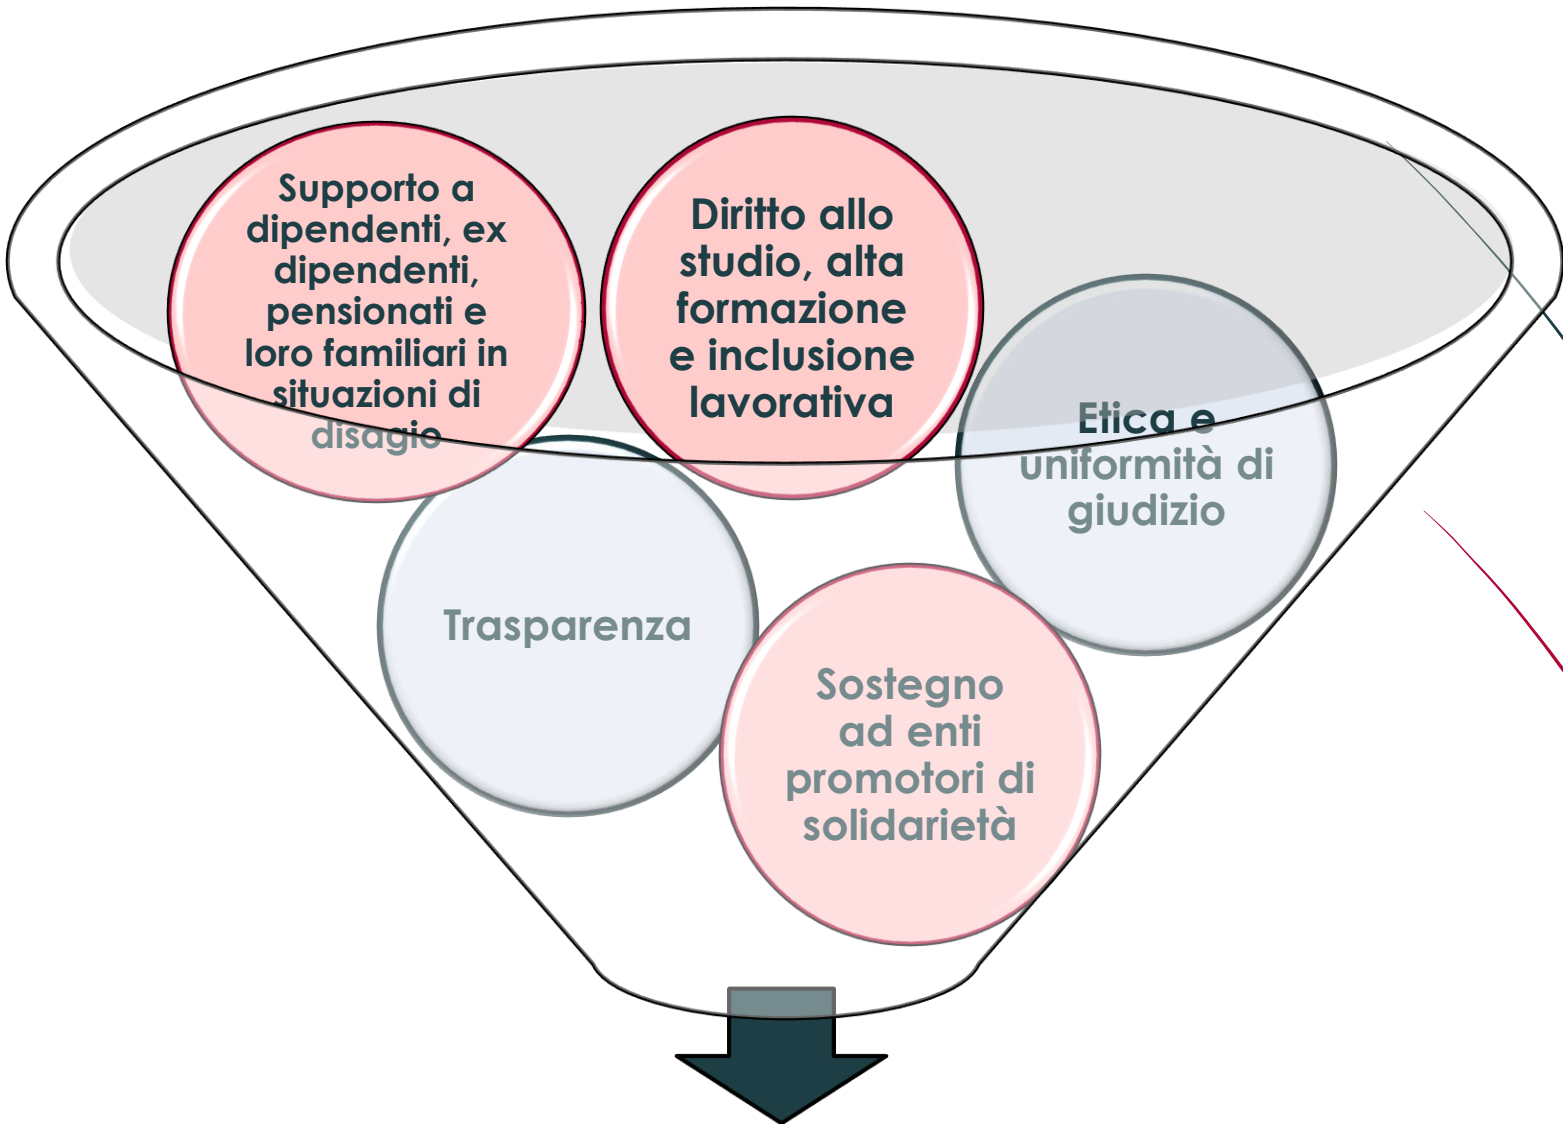 Supporto a
dipendenti, ex
dipendenti,
pensionati e
loro familiari in
situazioni di
disagio
Diritto allo
studio, alta
formazione
e inclusione
lavorativa
Etica e
uniformità di
giudizio
Trasparenza
Sostegno
ad enti
promotori di
solidarietà